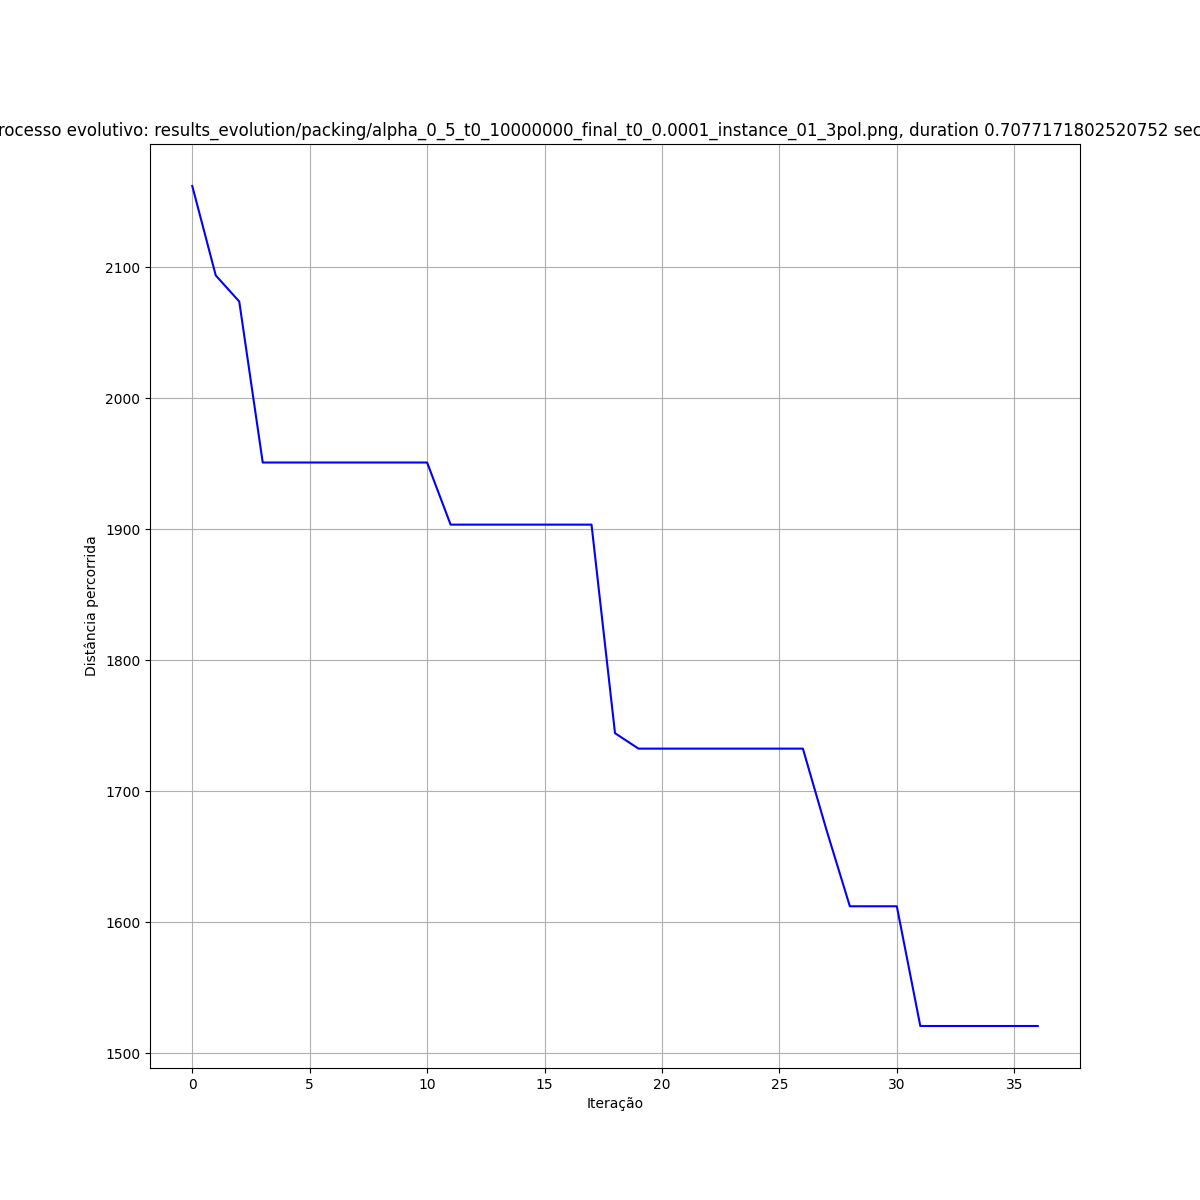 rocesso evolutivo: results_evolution/packing/alpha_0_5_t0_10000000_final_t0_0.0001_instance_01_3pol.png, duration 0.7077171802520752 sec
2100
2000
1900
1800
1700
1600
1500
Distância percorrida
0 5 10 15 20 25 30 35
Iteração